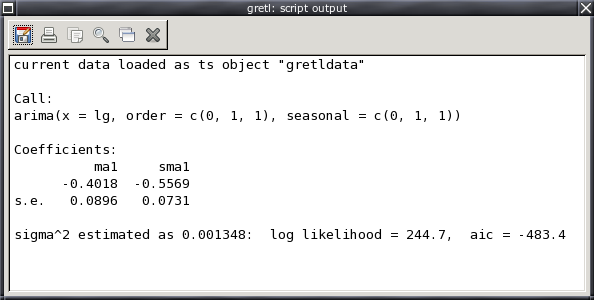 gretl: script output
current data loaded as ts object "gretldata"
Call:
arima(x = lg, order = c(0, 1, 1), seasonal = c(0, 1, 1))
Coefficients:
ma1 sma1
-0.4018 -0.5569
s.e. 0.0896 0.0731
sigma^2 estimated as 0.001348: log likelihood = 244.7, aic = -483.4